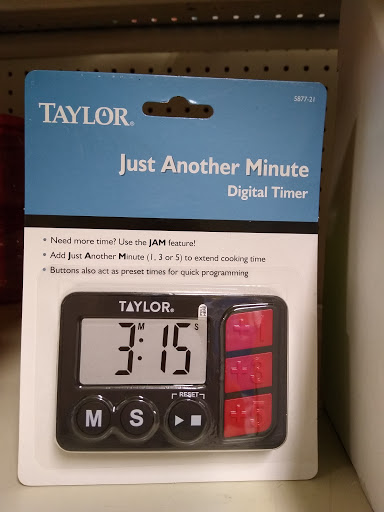 5877-21
TAYLOR®
Just Another Minute
Digital Timer
• Need more time? Use the JAM feature!
• Add Just Another Minute (1, 3 or 5) to extend cooking time
• Buttons also act as preset times for quick programming
TAYLOR®
M S
3:15
RESET
M S
+1
+3
+5